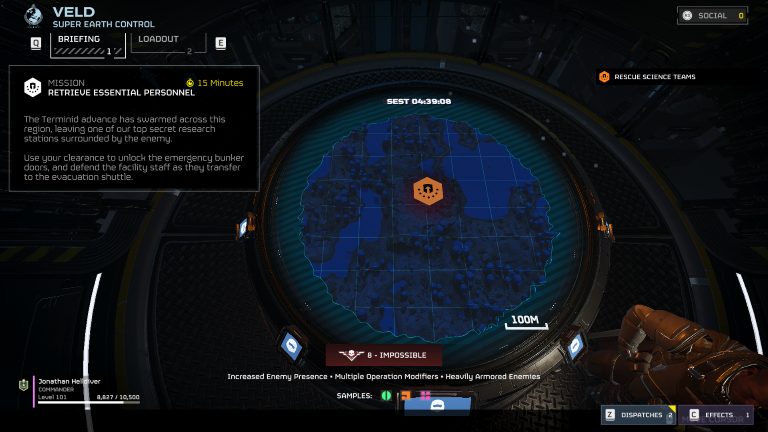 VELD
SUPER EARTH CONTROL
SOCIAL 0
Q
BRIEFING
1
LOADOUT
2
E
MISSION
15 Minutes
RETRIEVE ESSENTIAL PERSONNEL
The Terminid advance has swarmed across this
region, leaving one of our top secret research
stations surrounded by the enemy.
Use your clearance to unlock the emergency bunker
doors, and defend the facility staff as they transfer
to the evacuation shuttle.
RESCUE SCIENCE TEAMS
SEST 04:39:08
100M
8 - IMPOSSIBLE
Increased Enemy Presence • Multiple Operation Modifiers • Heavily Armored Enemies
SAMPLES:
Jonathan Helldiver
COMMANDER
Level 101
8,827 / 10,500
Z DISPATCHES 2
C EFFECTS 1
MOVE CURSOR